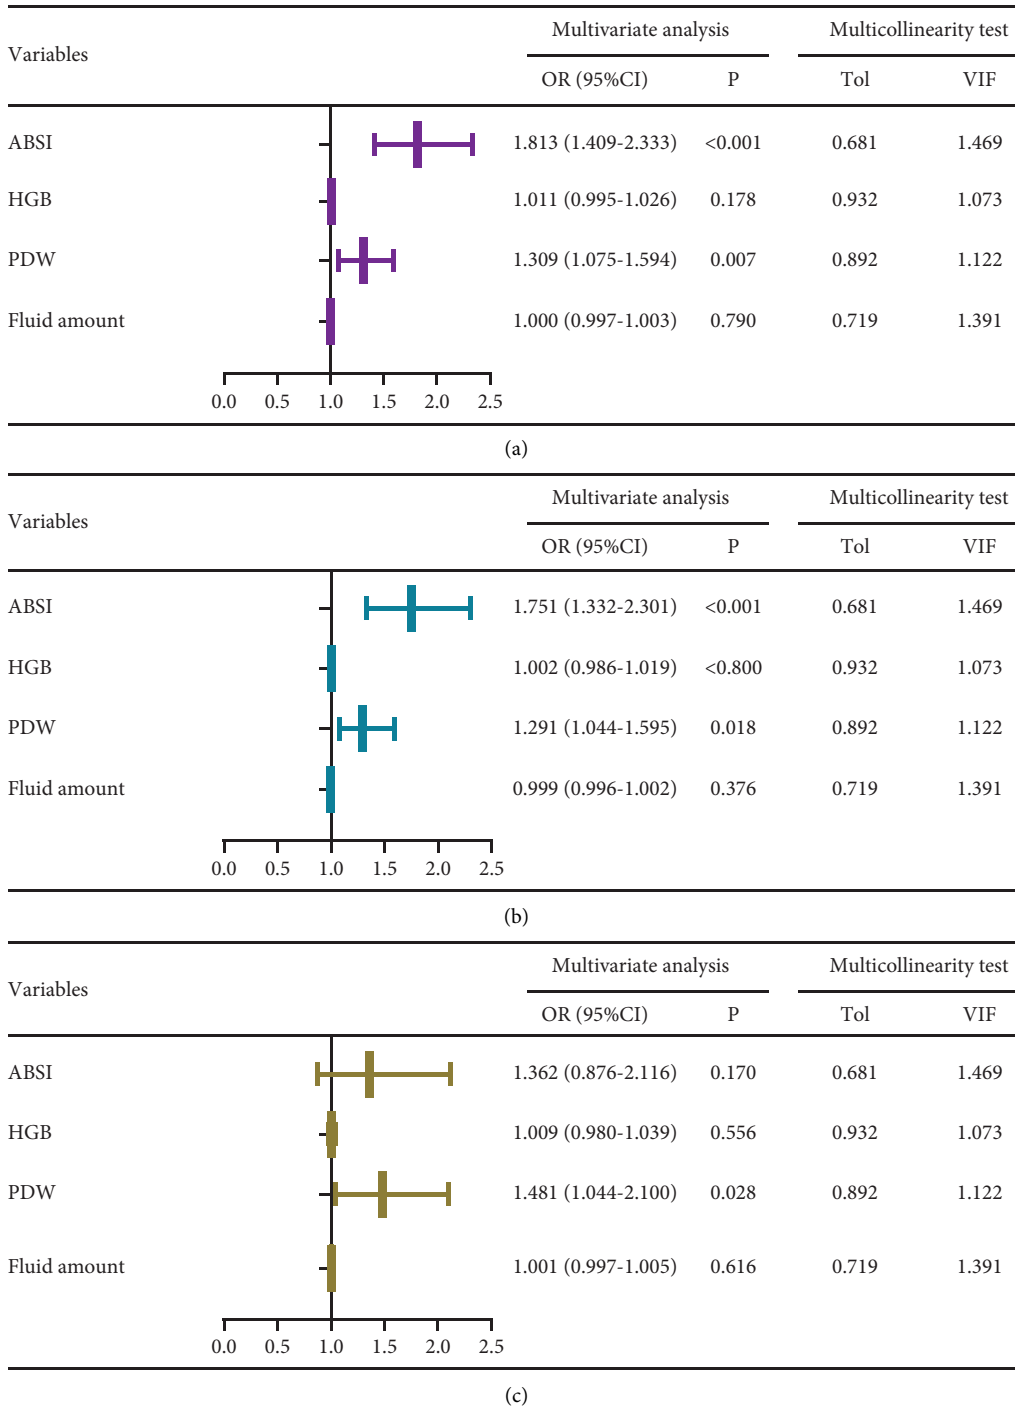 Variables Multivariate analysis Multicollinearity test
OR (95%CI) P Tol VIF
ABSI 1.813 (1.409-2.333) <0.001 0.681 1.469
HGB 1.011 (0.995-1.026) 0.178 0.932 1.073
PDW 1.309 (1.075-1.594) 0.007 0.892 1.122
Fluid amount 1.000 (0.997-1.003) 0.790 0.719 1.391
0.0 0.5 1.0 1.5 2.0 2.5
(a)
Variables Multivariate analysis Multicollinearity test
OR (95%CI) P Tol VIF
ABSI 1.751 (1.332-2.301) <0.001 0.681 1.469
HGB 1.002 (0.986-1.019) <0.800 0.932 1.073
PDW 1.291 (1.044-1.595) 0.018 0.892 1.122
Fluid amount 0.999 (0.996-1.002) 0.376 0.719 1.391
0.0 0.5 1.0 1.5 2.0 2.5
(b)
Variables Multivariate analysis Multicollinearity test
OR (95%CI) P Tol VIF
ABSI 1.362 (0.876-2.116) 0.170 0.681 1.469
HGB 1.009 (0.980-1.039) 0.556 0.932 1.073
PDW 1.481 (1.044-2.100) 0.028 0.892 1.122
Fluid amount 1.001 (0.997-1.005) 0.616 0.719 1.391
0.0 0.5 1.0 1.5 2.0 2.5
(c)